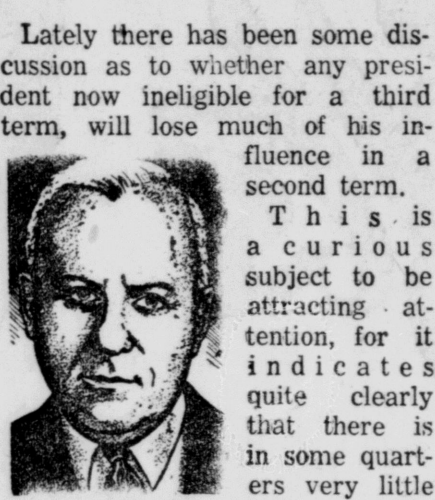 Lately there has been some dis-
cussion as to whether any presi-
dent now ineligible for a third
term, will lose much of his in-
fluence in a
second term.
This is
a curious
subject to be
attracting at-
tention, for it
indicates
quite clearly
that there is
in some quart-
ers very little